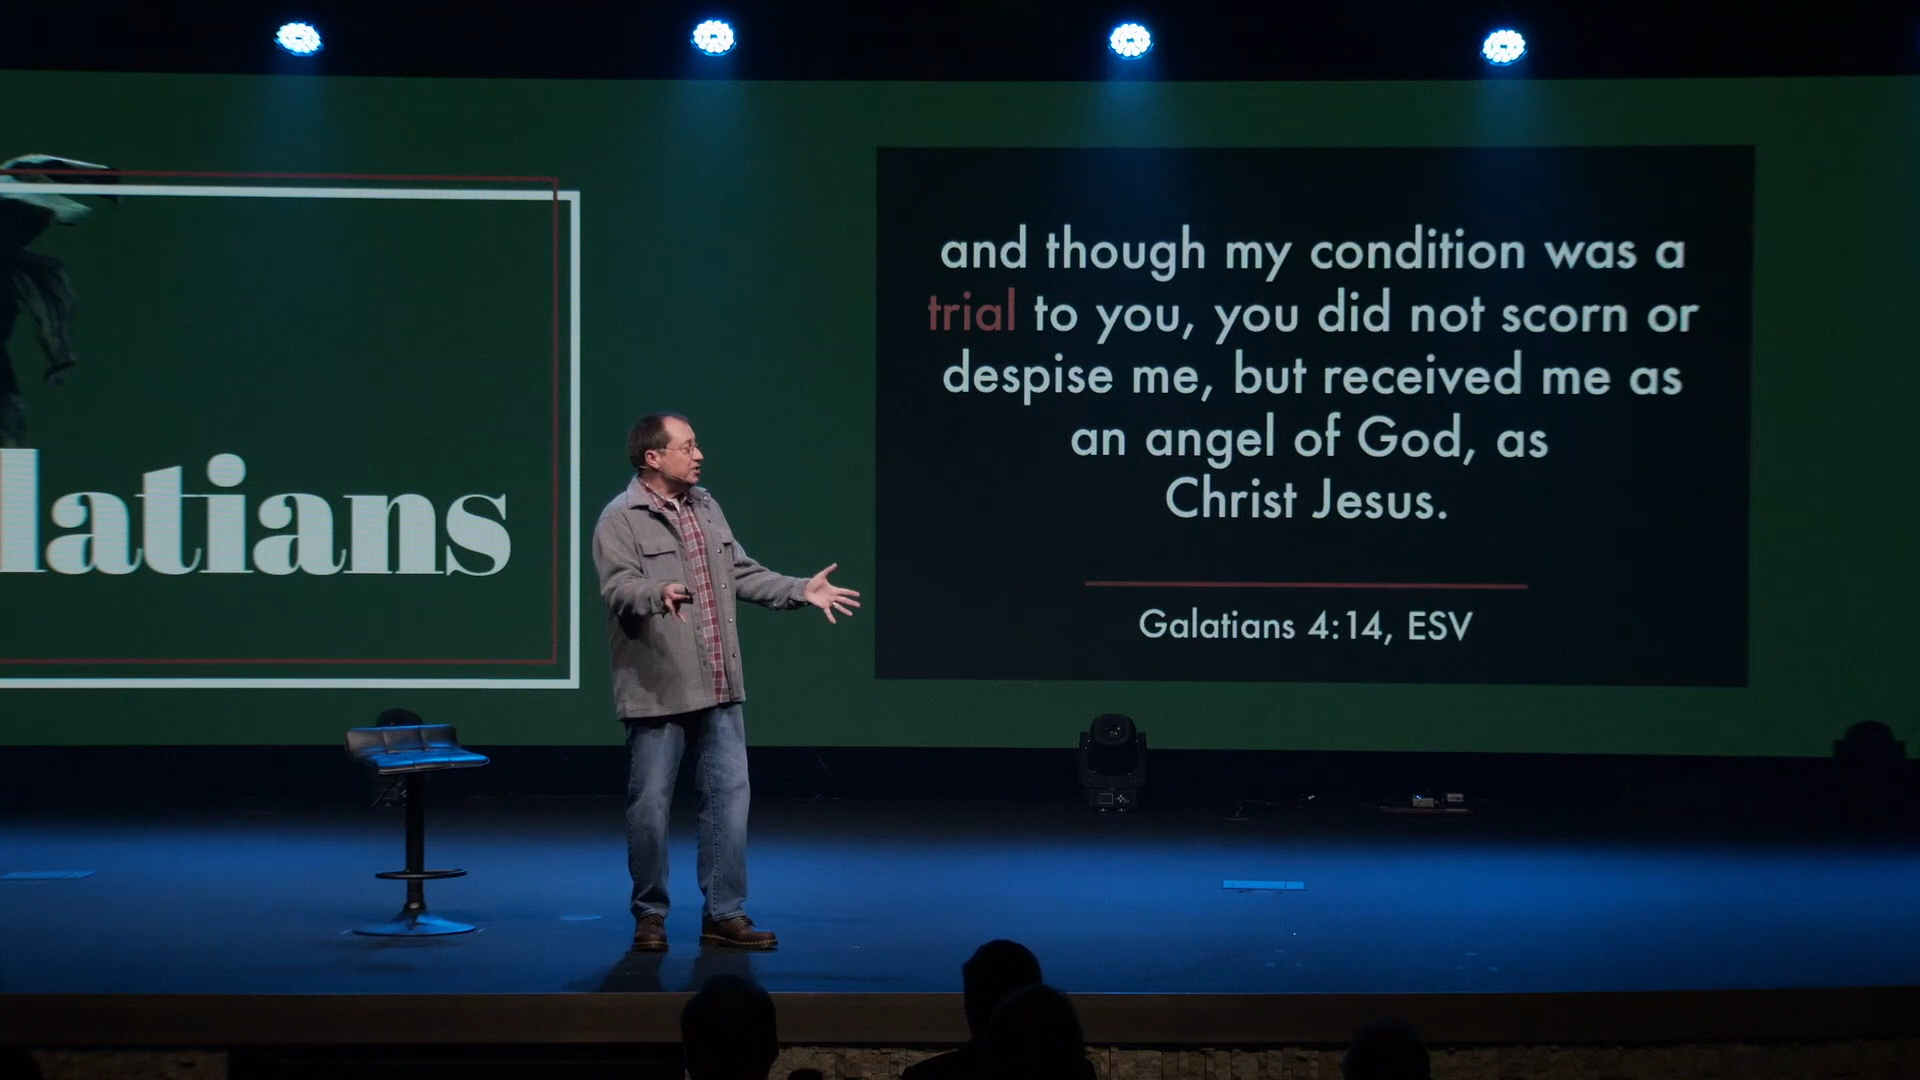 latians
and though my condition was a
trial to you, you did not scorn or
despise me, but received me as
an angel of God, as
Christ Jesus.
Galatians 4:14, ESV